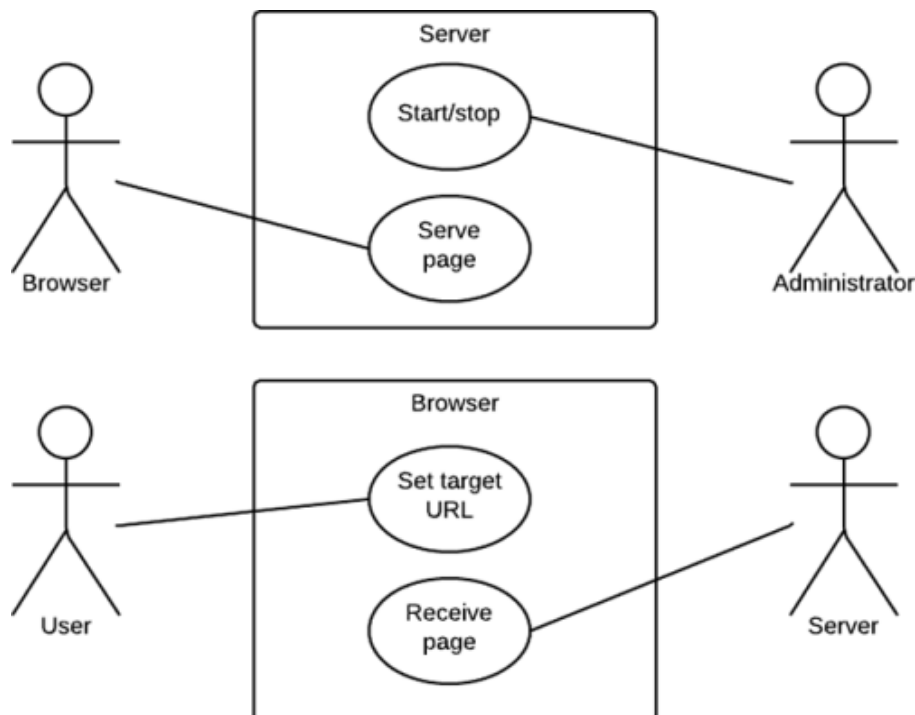 Server
Start/stop
Serve
page
Browser
Administrator
Browser
Set target
URL
Receive
page
User
Server